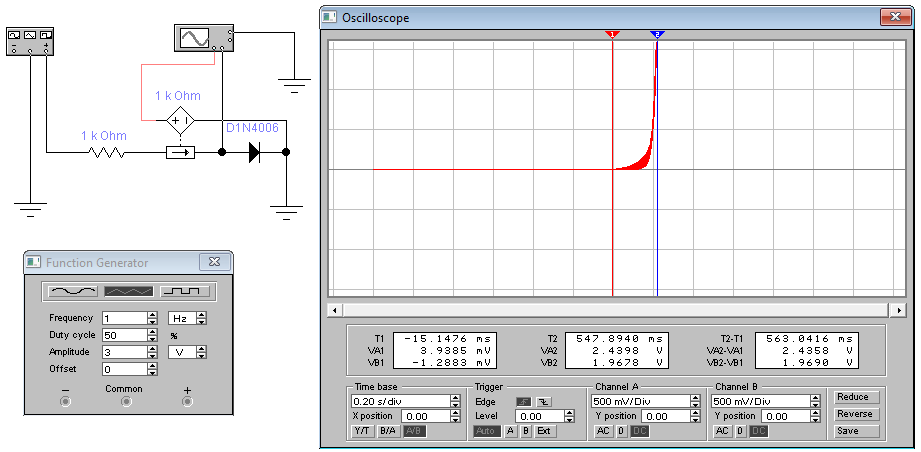 Oscilloscope
1
2
1 k Ohm
D1N4006
1 k Ohm
Function Generator
Frequency 1 Hz
Duty cycle 50 %
Amplitude 3 V
Offset 0
− Common +
T1 -15.1476 ms
VA1 3.9385 mV
VB1 -1.2883 mV
T2 547.8940 ms
VA2 2.4398 V
VB2 1.9678 V
T2-T1 563.0416 ms
VA2-VA1 2.4358 V
VB2-VB1 1.9690 V
Time base
0.20 s/div
X position 0.00
Y/T B/A A/B
Trigger
Edge
Level 0.00
Auto A B Ext
Channel A
500 mV/Div
Y position 0.00
AC 0 DC
Channel B
500 mV/Div
Y position 0.00
AC 0 DC
Reduce
Reverse
Save